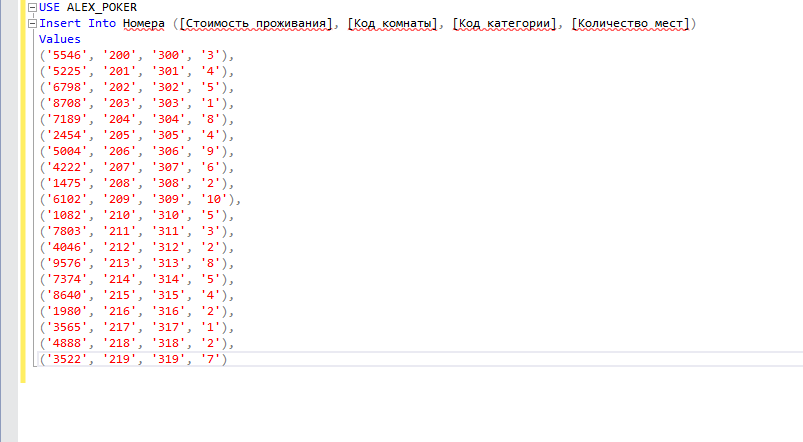 USE ALEX_POKER
Insert Into Номера ([Стоимость проживания], [Код комнаты], [Код категории], [Количество мест])
Values
('5546', '200', '300', '3'),
('5225', '201', '301', '4'),
('6798', '202', '302', '5'),
('8708', '203', '303', '1'),
('7189', '204', '304', '8'),
('2454', '205', '305', '4'),
('5004', '206', '306', '9'),
('4222', '207', '307', '6'),
('1475', '208', '308', '2'),
('6102', '209', '309', '10'),
('1082', '210', '310', '5'),
('7803', '211', '311', '3'),
('4046', '212', '312', '2'),
('9576', '213', '313', '8'),
('7374', '214', '314', '5'),
('8640', '215', '315', '4'),
('1980', '216', '316', '2'),
('3565', '217', '317', '1'),
('4888', '218', '318', '2'),
('3522', '219', '319', '7')